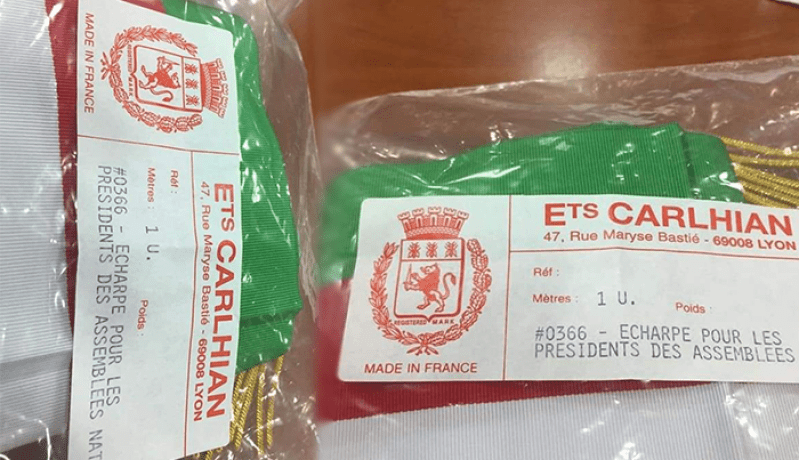 MADE IN FRANCE
ETS CARLHIAN
47, Rue Maryse Bastié - 69008 LYON
Réf :
Mètres : 1 U.
Poids :
#0366 - ECHARPE POUR LES
PRESIDENTS DES ASSEMBLEES NAT
ETS CARLHIAN
47, Rue Maryse Bastié - 69008 LYON
Réf :
Mètres : 1 U.
Poids :
#0366 - ECHARPE POUR LES
PRESIDENTS DES ASSEMBLEES
REGISTERED MARK
MADE IN FRANCE